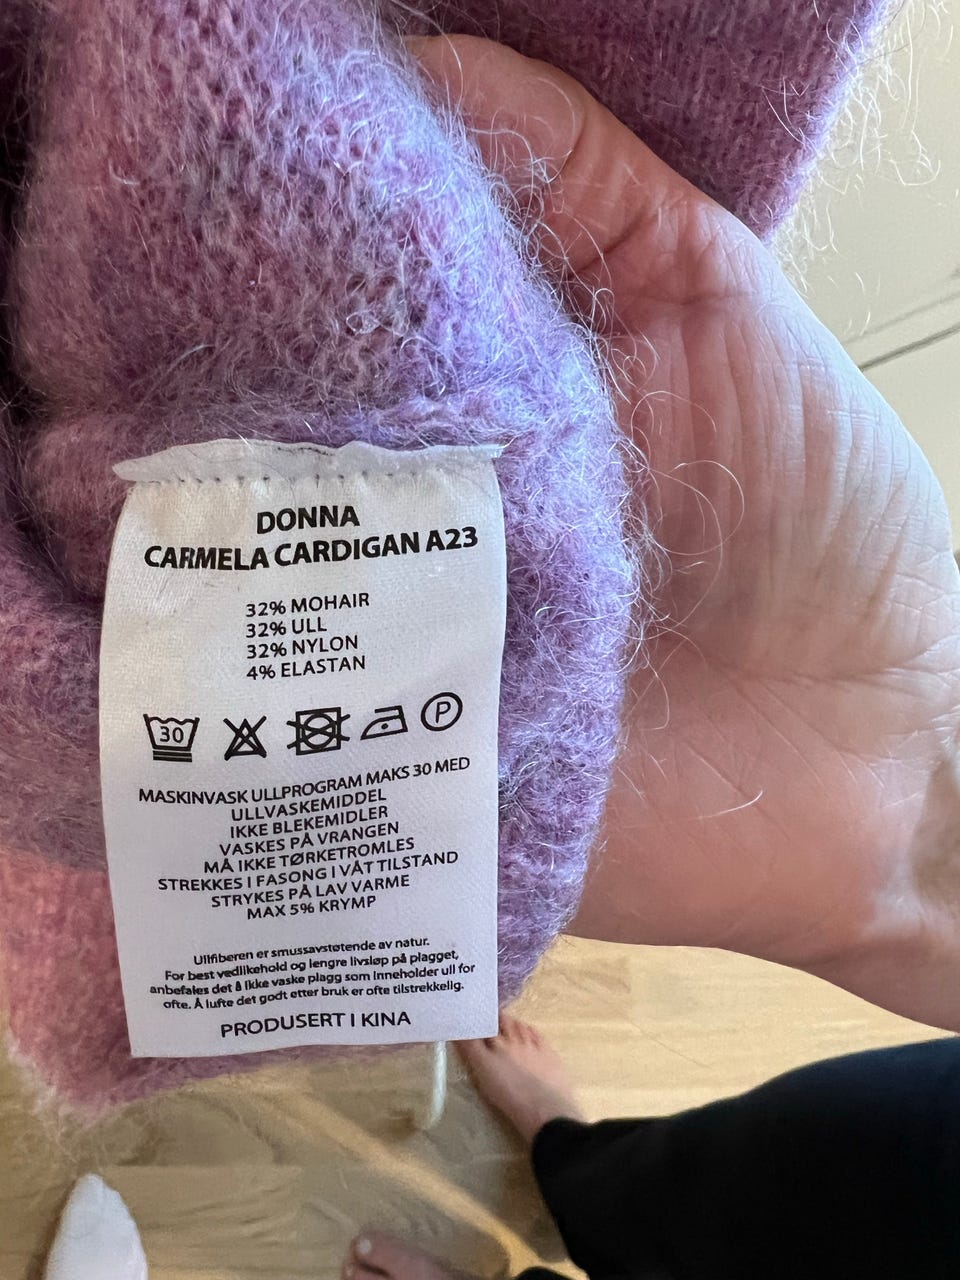 DONNA
CARMELA CARDIGAN A23
32% MOHAIR
32% ULL
32% NYLON
4% ELASTAN
30 P
MASKINVASK ULLPROGRAM MAKS 30 MED
ULLVASKEMIDDEL
IKKE BLEKEMIDLER
VASKES PÅ VRANGEN
MÅ IKKE TØRKETROMLES
STREKKES I FASONG I VÅT TILSTAND
STRYKES PÅ LAV VARME
MAX 5% KRYMP
Ullfiberen er smussavstøtende av natur.
For best vedlikehold og lengre livsløp på plagget,
anbefales det å ikke vaske plagg som inneholder ull for
ofte. Å lufte det godt etter bruk er ofte tilstrekkelig.
PRODUSERT I KINA